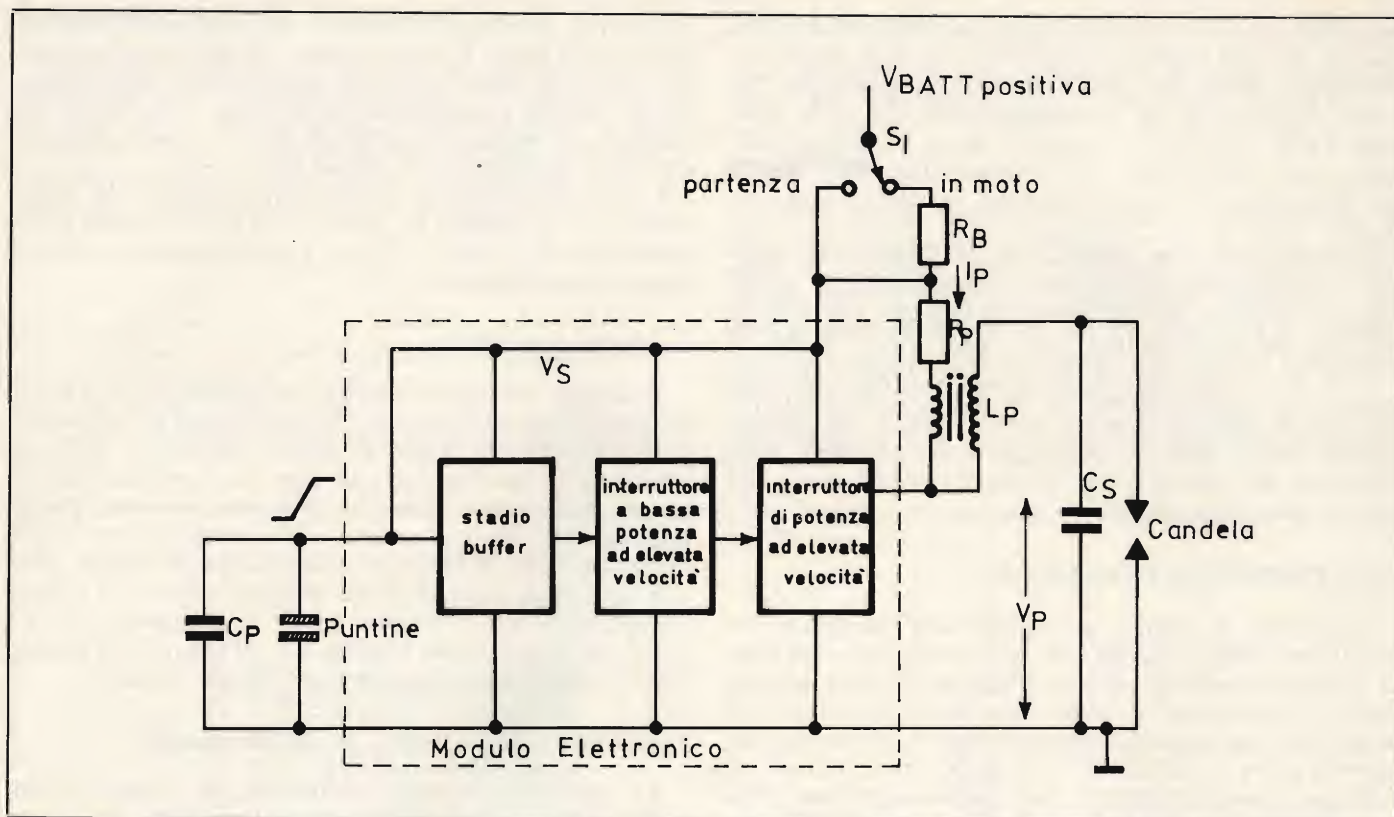 VBATT positiva
SI
partenza
in moto
RB
IP
RP
VS
LP
stadio
buffer
interruttore
a bassa
potenza
ad elevata
velocità
interruttore
di potenza
ad elevata
velocità
CS
Candela
CP
Puntine
VP
Modulo Elettronico